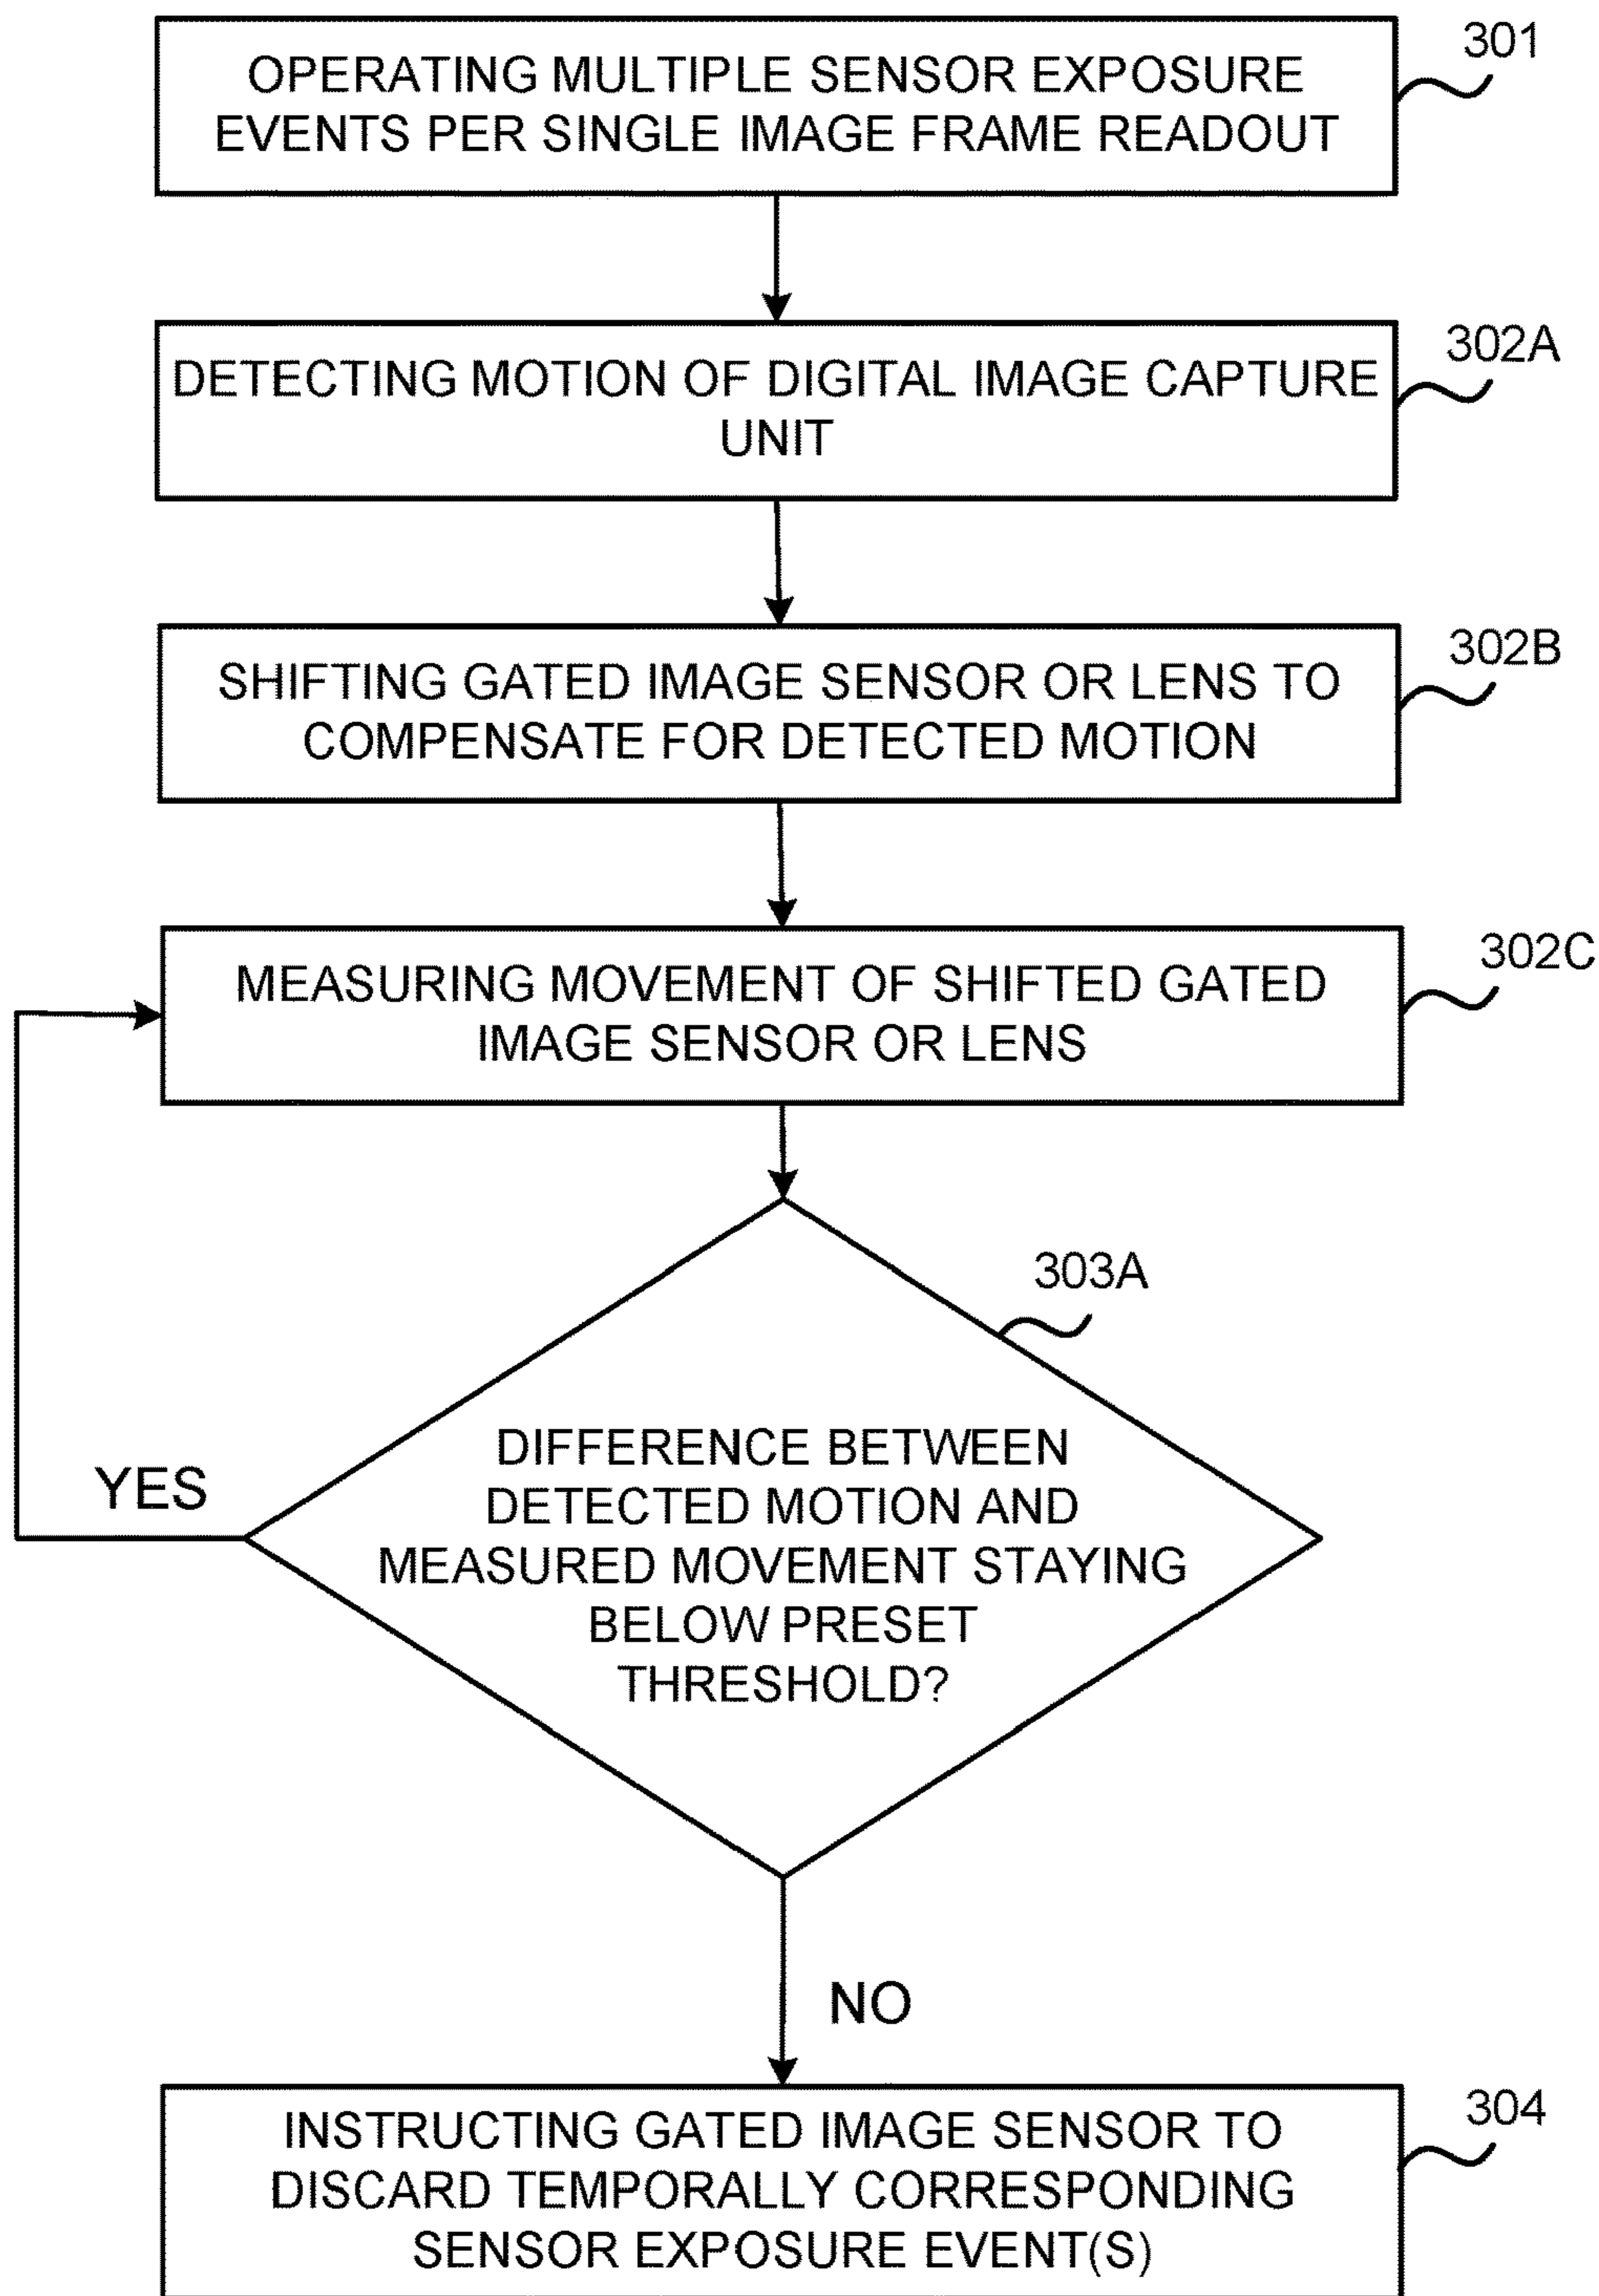 OPERATING MULTIPLE SENSOR EXPOSURE
EVENTS PER SINGLE IMAGE FRAME READOUT
301
DETECTING MOTION OF DIGITAL IMAGE CAPTURE
UNIT
302A
SHIFTING GATED IMAGE SENSOR OR LENS TO
COMPENSATE FOR DETECTED MOTION
302B
MEASURING MOVEMENT OF SHIFTED GATED
IMAGE SENSOR OR LENS
302C
303A
DIFFERENCE BETWEEN
DETECTED MOTION AND
MEASURED MOVEMENT STAYING
BELOW PRESET
THRESHOLD?
YES
NO
INSTRUCTING GATED IMAGE SENSOR TO
DISCARD TEMPORALLY CORRESPONDING
SENSOR EXPOSURE EVENT(S)
304